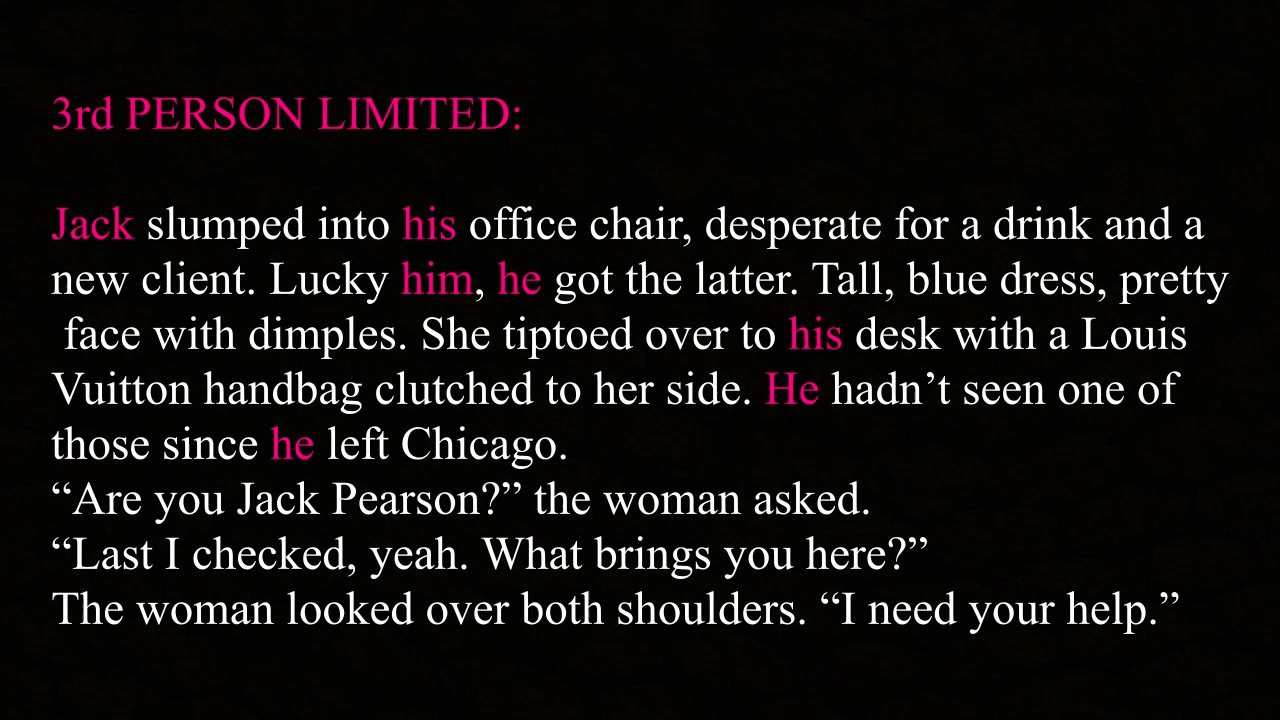 3rd PERSON LIMITED:
Jack slumped into his office chair, desperate for a drink and a
new client. Lucky him, he got the latter. Tall, blue dress, pretty
face with dimples. She tiptoed over to his desk with a Louis
Vuitton handbag clutched to her side. He hadn’t seen one of
those since he left Chicago.
“Are you Jack Pearson?” the woman asked.
“Last I checked, yeah. What brings you here?”
The woman looked over both shoulders. “I need your help.”